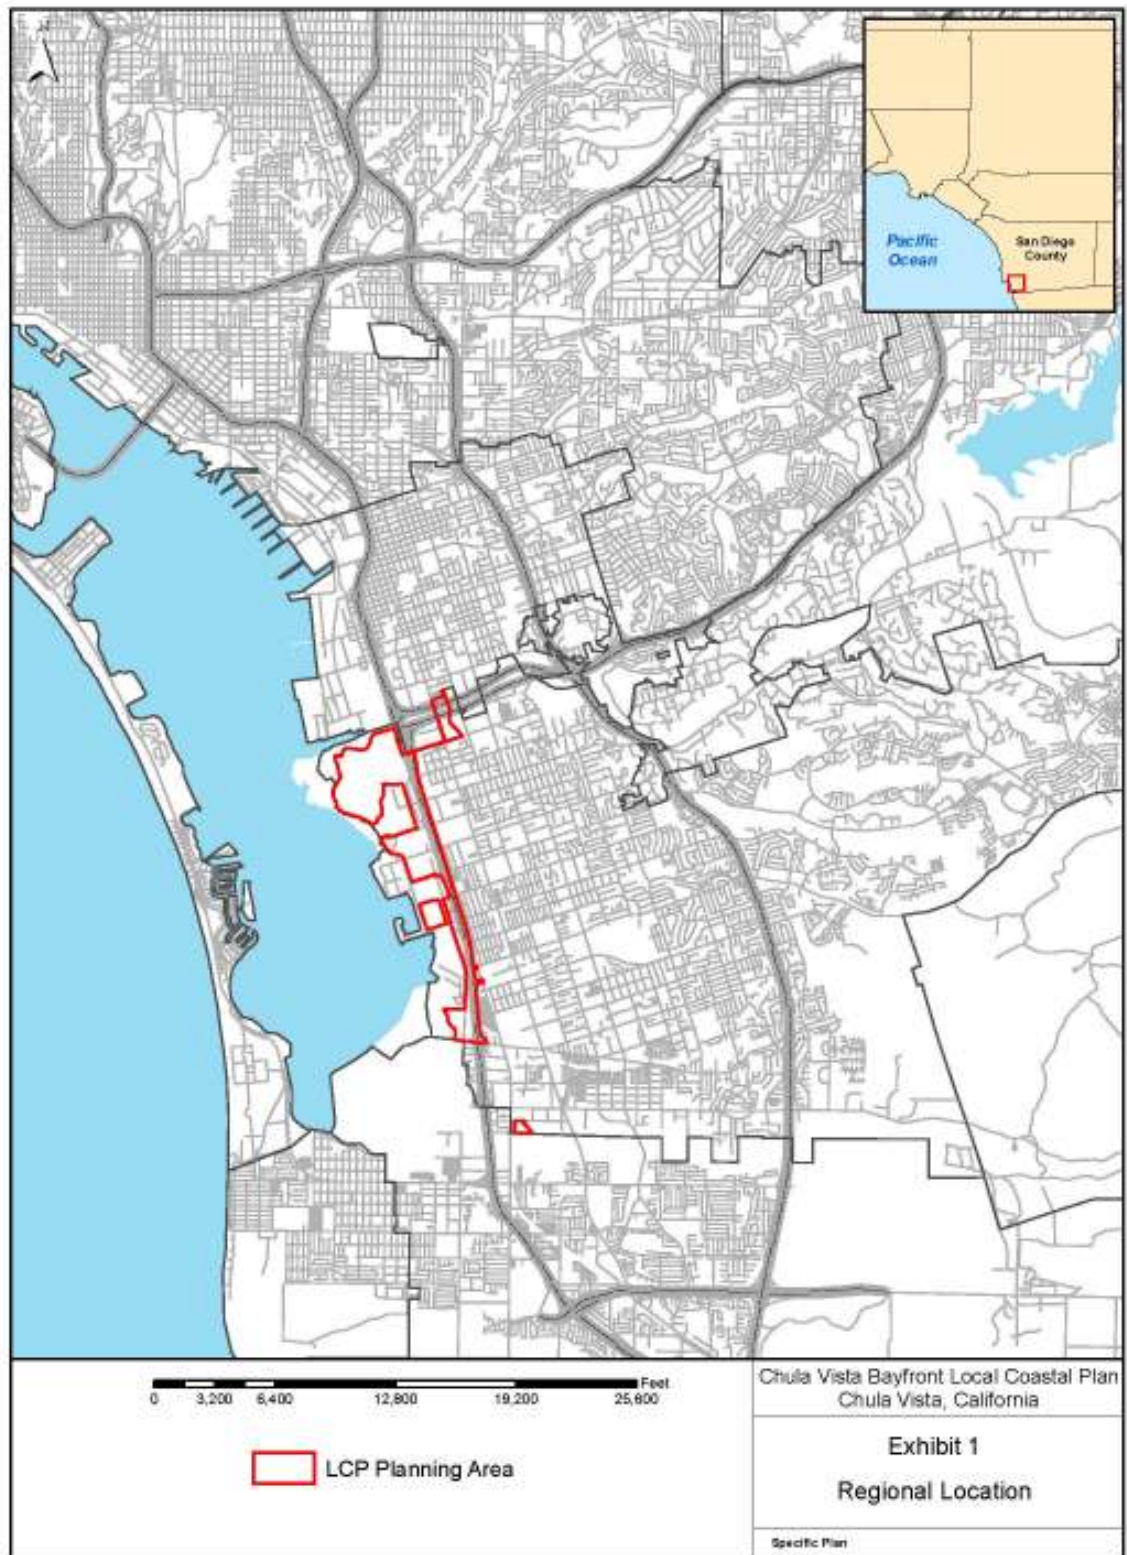 N
Pacific
Ocean
San Diego
County
Feet
0 3,200 6,400 12,800 19,200 25,600
LCP Planning Area
Chula Vista Bayfront Local Coastal Plan
Chula Vista, California
Exhibit 1
Regional Location
Specific Plan